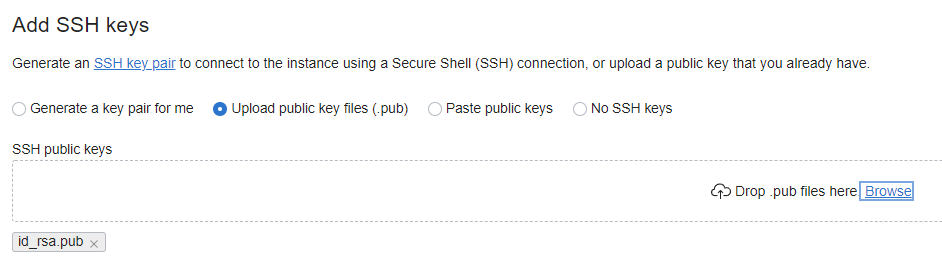 Add SSH keys
Generate an SSH key pair to connect to the instance using a Secure Shell (SSH) connection, or upload a public key that you already have.
Generate a key pair for me Upload public key files (.pub) Paste public keys No SSH keys
SSH public keys
Drop .pub files here Browse
id_rsa.pub ×